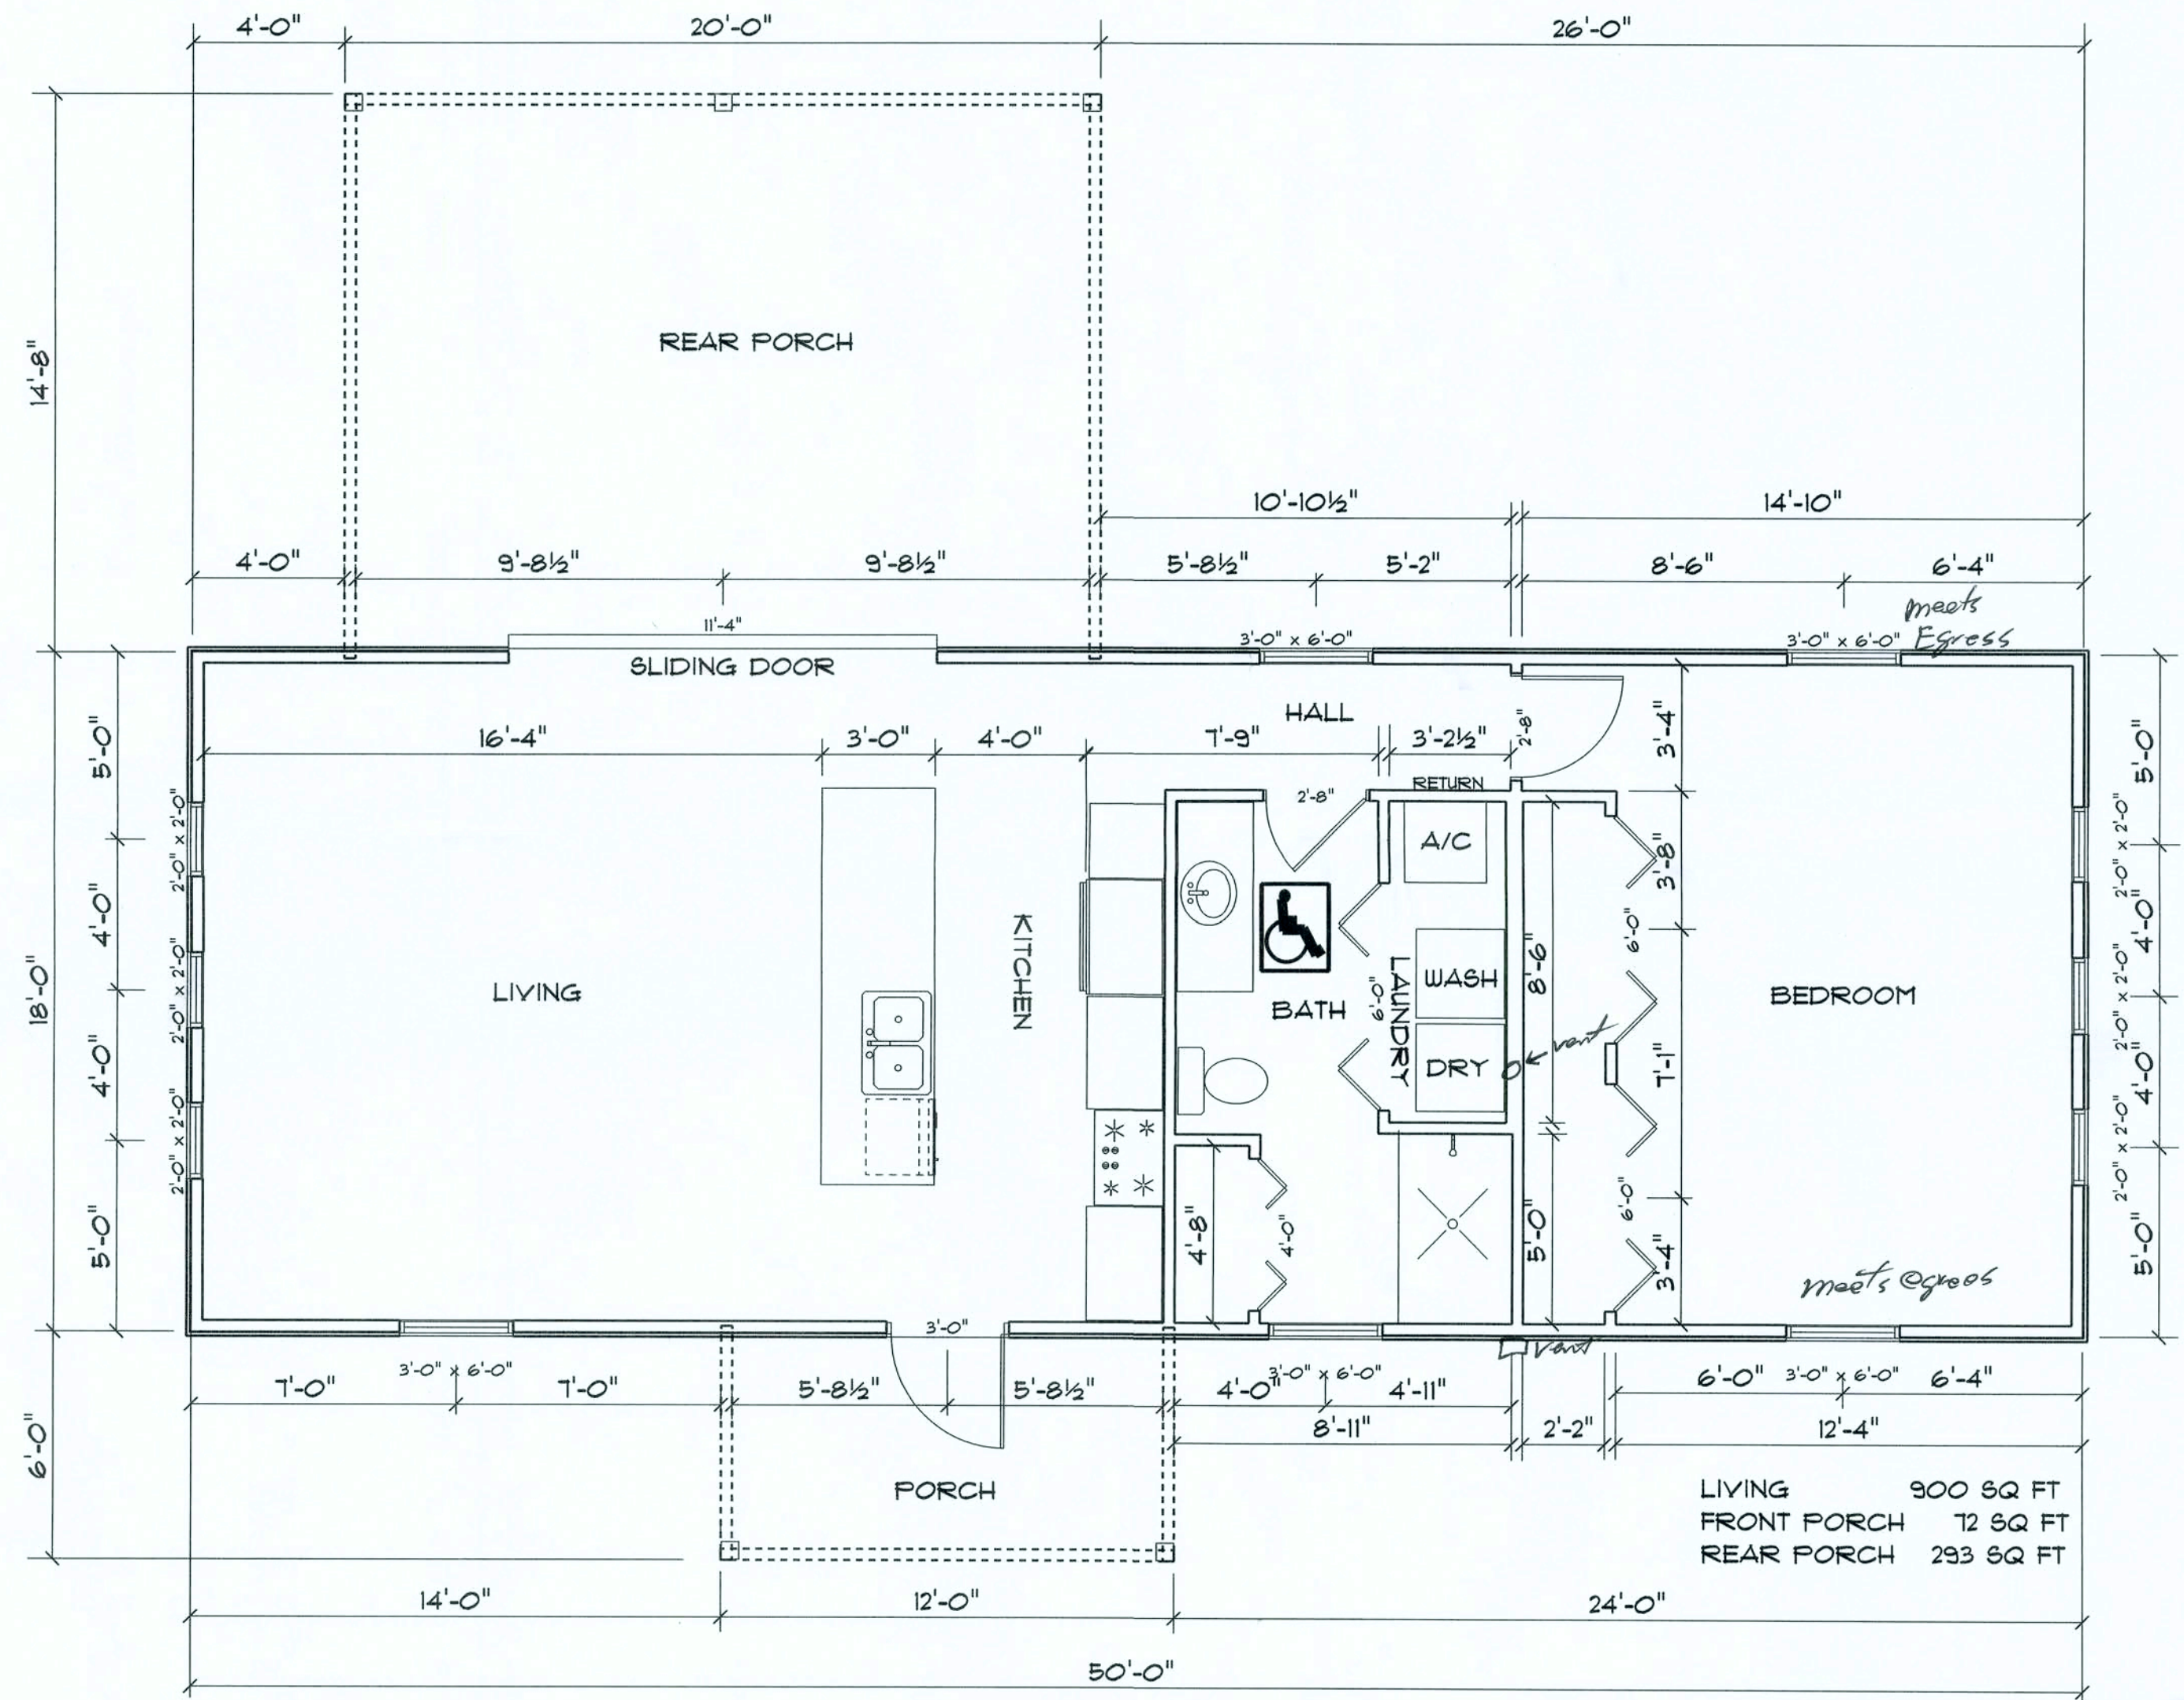 4'-0" 20'-0" 26'-0"
14'-8"
REAR PORCH
10'-10½" 14'-10"
4'-0" 9'-8½" 9'-8½" 5'-8½" 5'-2" 8'-6" 6'-4"
meets
Egress
11'-4"
3'-0" x 6'-0"
3'-0" x 6'-0"
SLIDING DOOR
HALL
16'-4" 3'-0" 4'-0" 7'-9" 3'-2½"
2'-8"
3'-4"
5'-0"
5'-0"
RETURN
2'-8"
2'-0" x 2'-0"
2'-0" x 2'-0"
A/C
3'-8"
4'-0"
4'-0"
6'-0"
KITCHEN
LIVING
18'-0"
2'-0" x 2'-0"
2'-0" x 2'-0"
BATH
6'-0"
LAUNDRY
WASH
8'-6"
BEDROOM
DRY
vent
7'-1"
4'-0"
4'-0"
2'-0" x 2'-0"
2'-0" x 2'-0"
4'-8"
4'-0"
5'-0"
6'-0"
3'-4"
5'-0"
5'-0"
meets egrees
3'-0"
vent
3'-0" x 6'-0"
3'-0" x 6'-0"
3'-0" x 6'-0"
7'-0" 7'-0" 5'-8½" 5'-8½" 4'-0" 4'-11" 6'-0" 6'-4"
8'-11" 2'-2" 12'-4"
6'-0"
PORCH
LIVING 900 SQ FT
FRONT PORCH 72 SQ FT
REAR PORCH 293 SQ FT
14'-0" 12'-0" 24'-0"
50'-0"